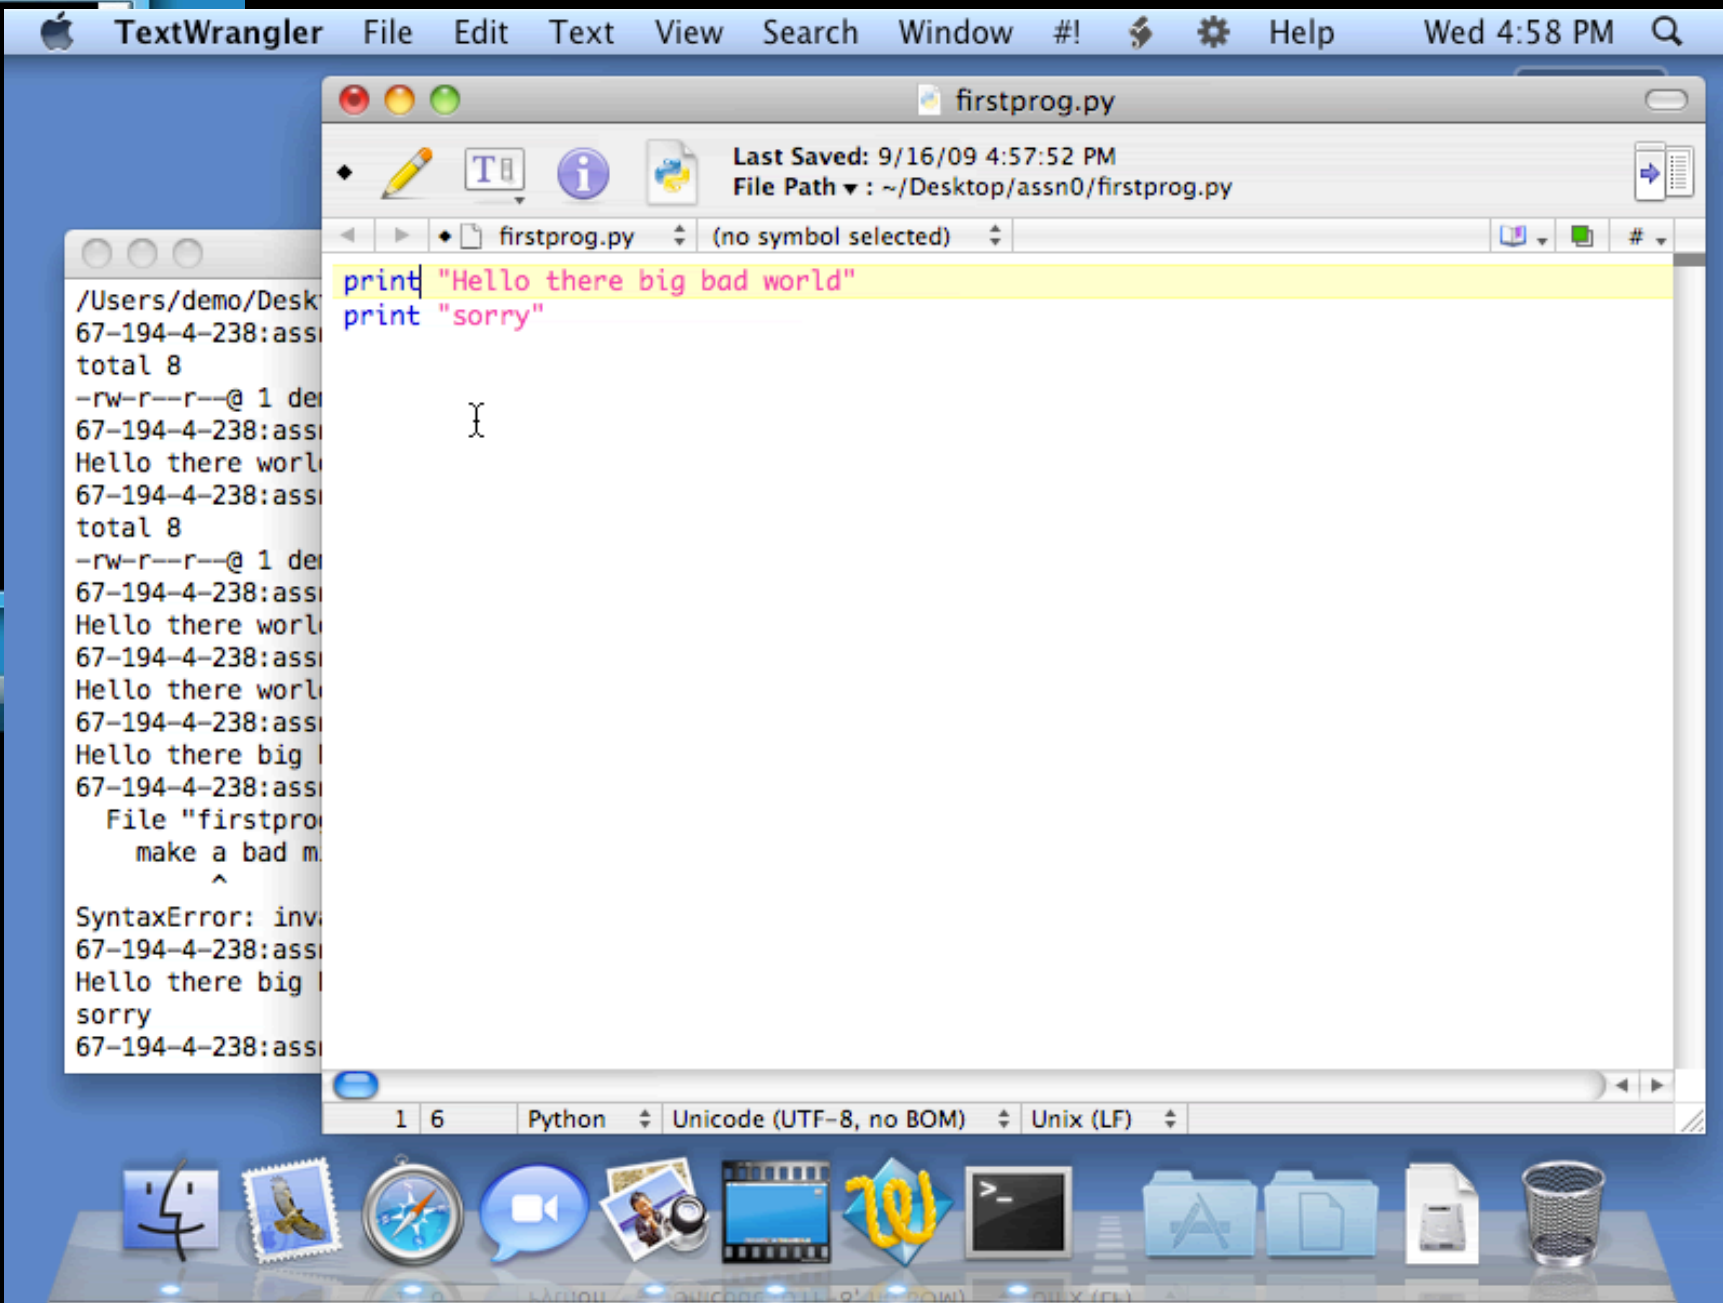 TextWrangler File Edit Text View Search Window #! Help Wed 4:58 PM
firstprog.py
Last Saved: 9/16/09 4:57:52 PM
File Path ▾ : ~/Desktop/assn0/firstprog.py
firstprog.py (no symbol selected) #
print "Hello there big bad world"
print "sorry"
/Users/demo/Desk
67-194-4-238:ass
total 8
-rw-r--r--@ 1 de
67-194-4-238:ass
Hello there worl
67-194-4-238:ass
total 8
-rw-r--r--@ 1 de
67-194-4-238:ass
Hello there worl
67-194-4-238:ass
Hello there worl
67-194-4-238:ass
Hello there big
67-194-4-238:ass
File "firstpro
make a bad m
^
SyntaxError: inv
67-194-4-238:ass
Hello there big
sorry
67-194-4-238:ass
1 6 Python Unicode (UTF-8, no BOM) Unix (LF)
>_